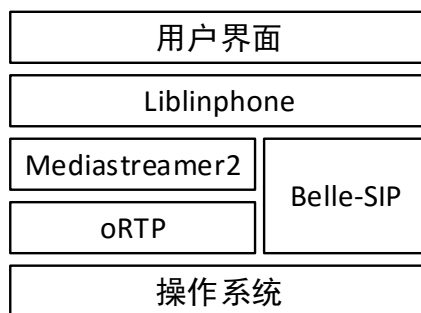 用户界面
Liblinphone
Mediastreamer2
oRTP
Belle-SIP
操作系统